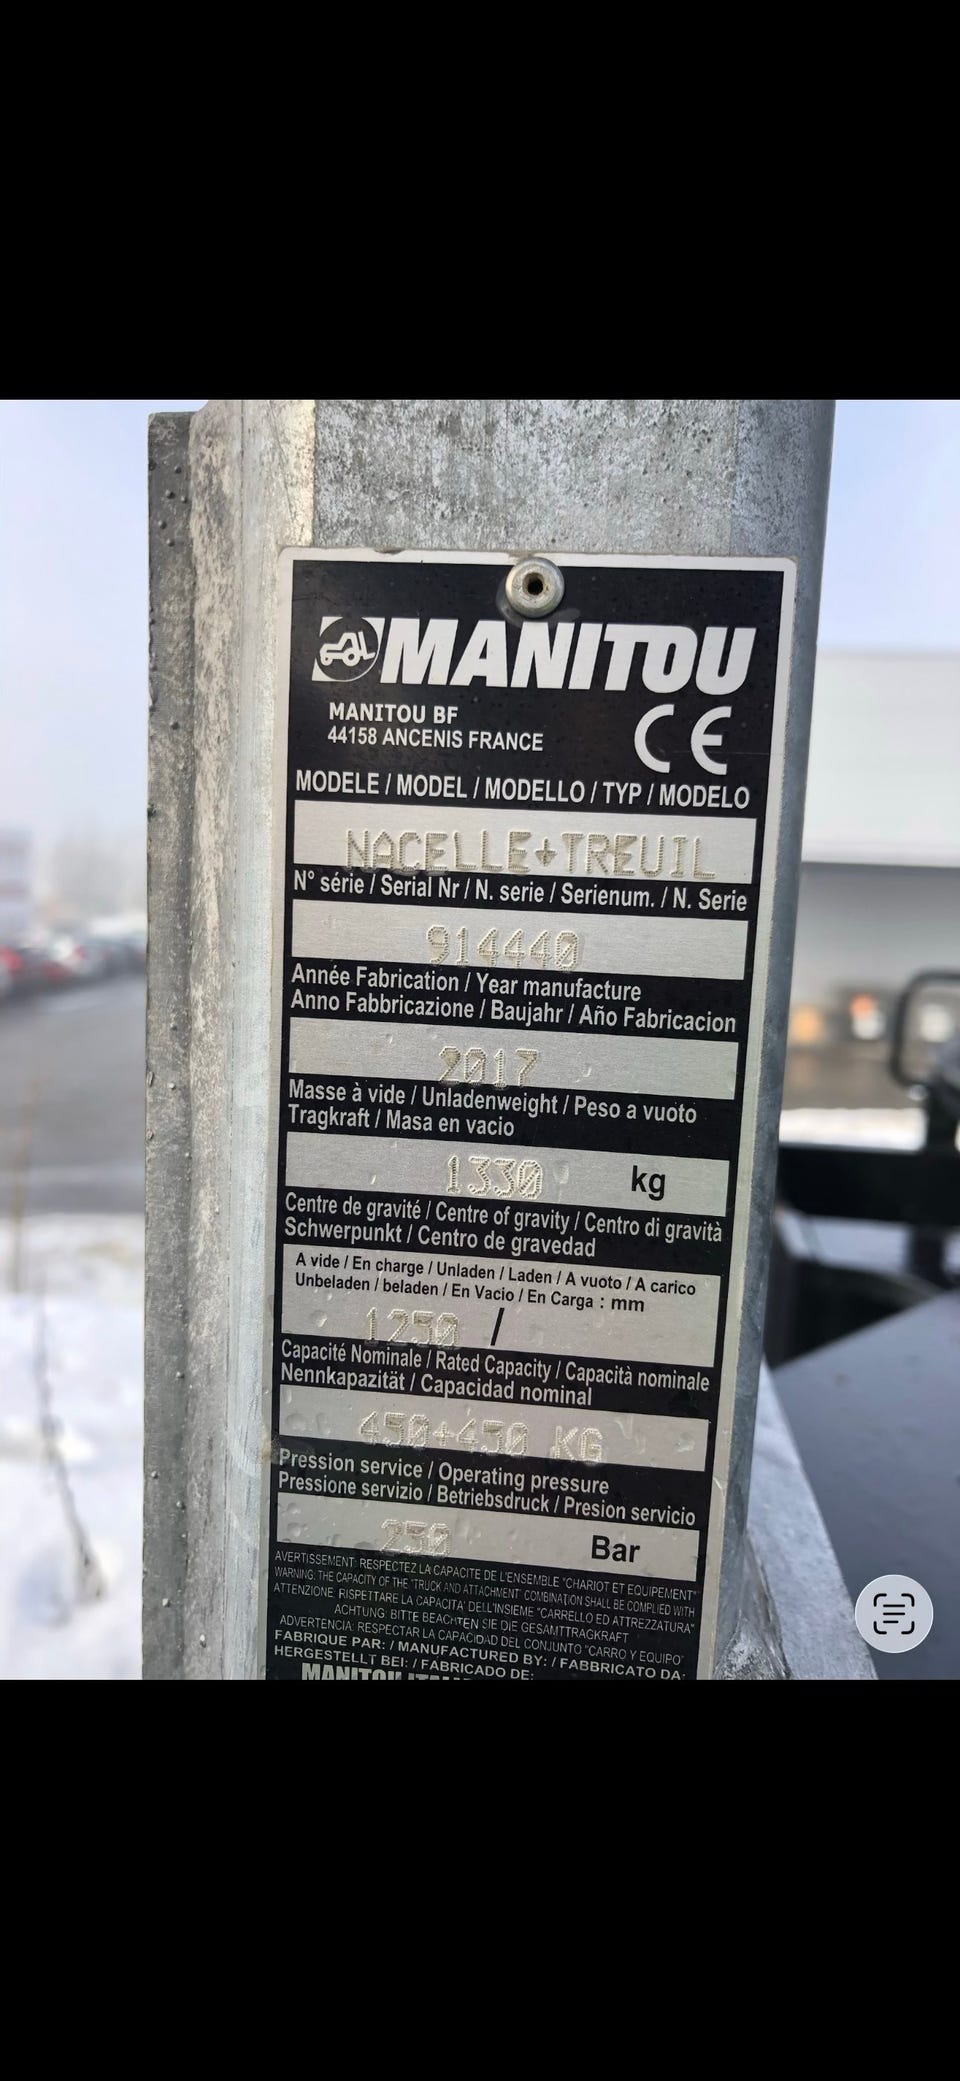 MANITOU
MANITOU BF
44158 ANCENIS FRANCE
CE
MODELE / MODEL / MODELLO / TYP / MODELO
NACELLE+TREUIL
N° série / Serial Nr / N. serie / Serienum. / N. Serie
914440
Année Fabrication / Year manufacture
Anno Fabbricazione / Baujahr / Año Fabricacion
2017
Masse à vide / Unladenweight / Peso a vuoto
Tragkraft / Masa en vacio
1330 kg
Centre de gravité / Centre of gravity / Centro di gravità
Schwerpunkt / Centro de gravedad
A vide / En charge / Unladen / Laden / A vuoto / A carico
Unbeladen / beladen / En Vacio / En Carga : mm
1250 /
Capacité Nominale / Rated Capacity / Capacità nominale
Nennkapazität / Capacidad nominal
450+450 KG
Pression service / Operating pressure
Pressione servizio / Betriebsdruck / Presion servicio
250 Bar
AVERTISSEMENT: RESPECTEZ LA CAPACITE DE L'ENSEMBLE "CHARIOT ET EQUIPEMENT"
WARNING: THE CAPACITY OF THE "TRUCK AND ATTACHMENT" COMBINATION SHALL BE COMPLIED WITH
ATTENZIONE: RISPETTARE LA CAPACITA' DELL'INSIEME "CARRELLO ED ATTREZZATURA"
ACHTUNG: BITTE BEACHTEN SIE DIE GESAMTTRAGKRAFT
ADVERTENCIA: RESPECTAR LA CAPACIDAD DEL CONJUNTO "CARRO Y EQUIPO"
FABRIQUE PAR: / MANUFACTURED BY: / FABBRICATO DA:
HERGESTELLT BEI: / FABRICADO DE:
MANITOU